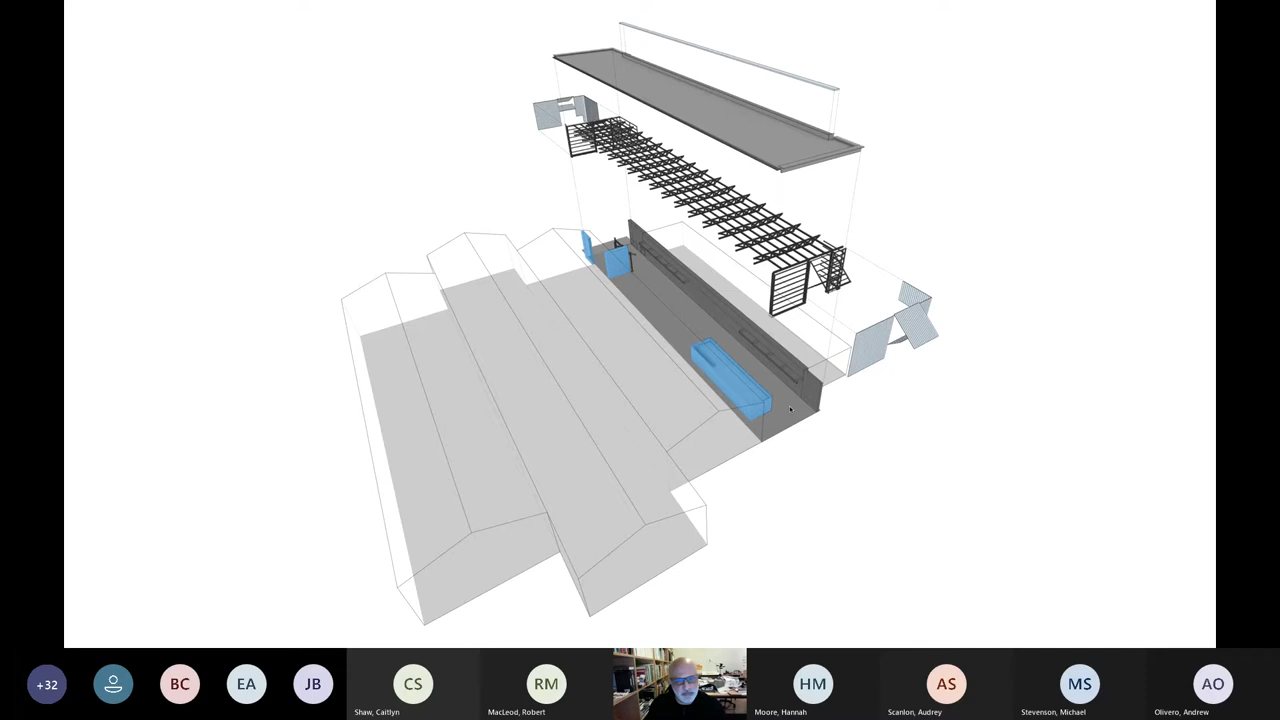 +32
BC
EA
JB
CS
Shaw, Caitlyn
RM
MacLeod, Robert
HM
Moore, Hannah
AS
Scanlon, Audrey
MS
Stevenson, Michael
AO
Olivero, Andrew